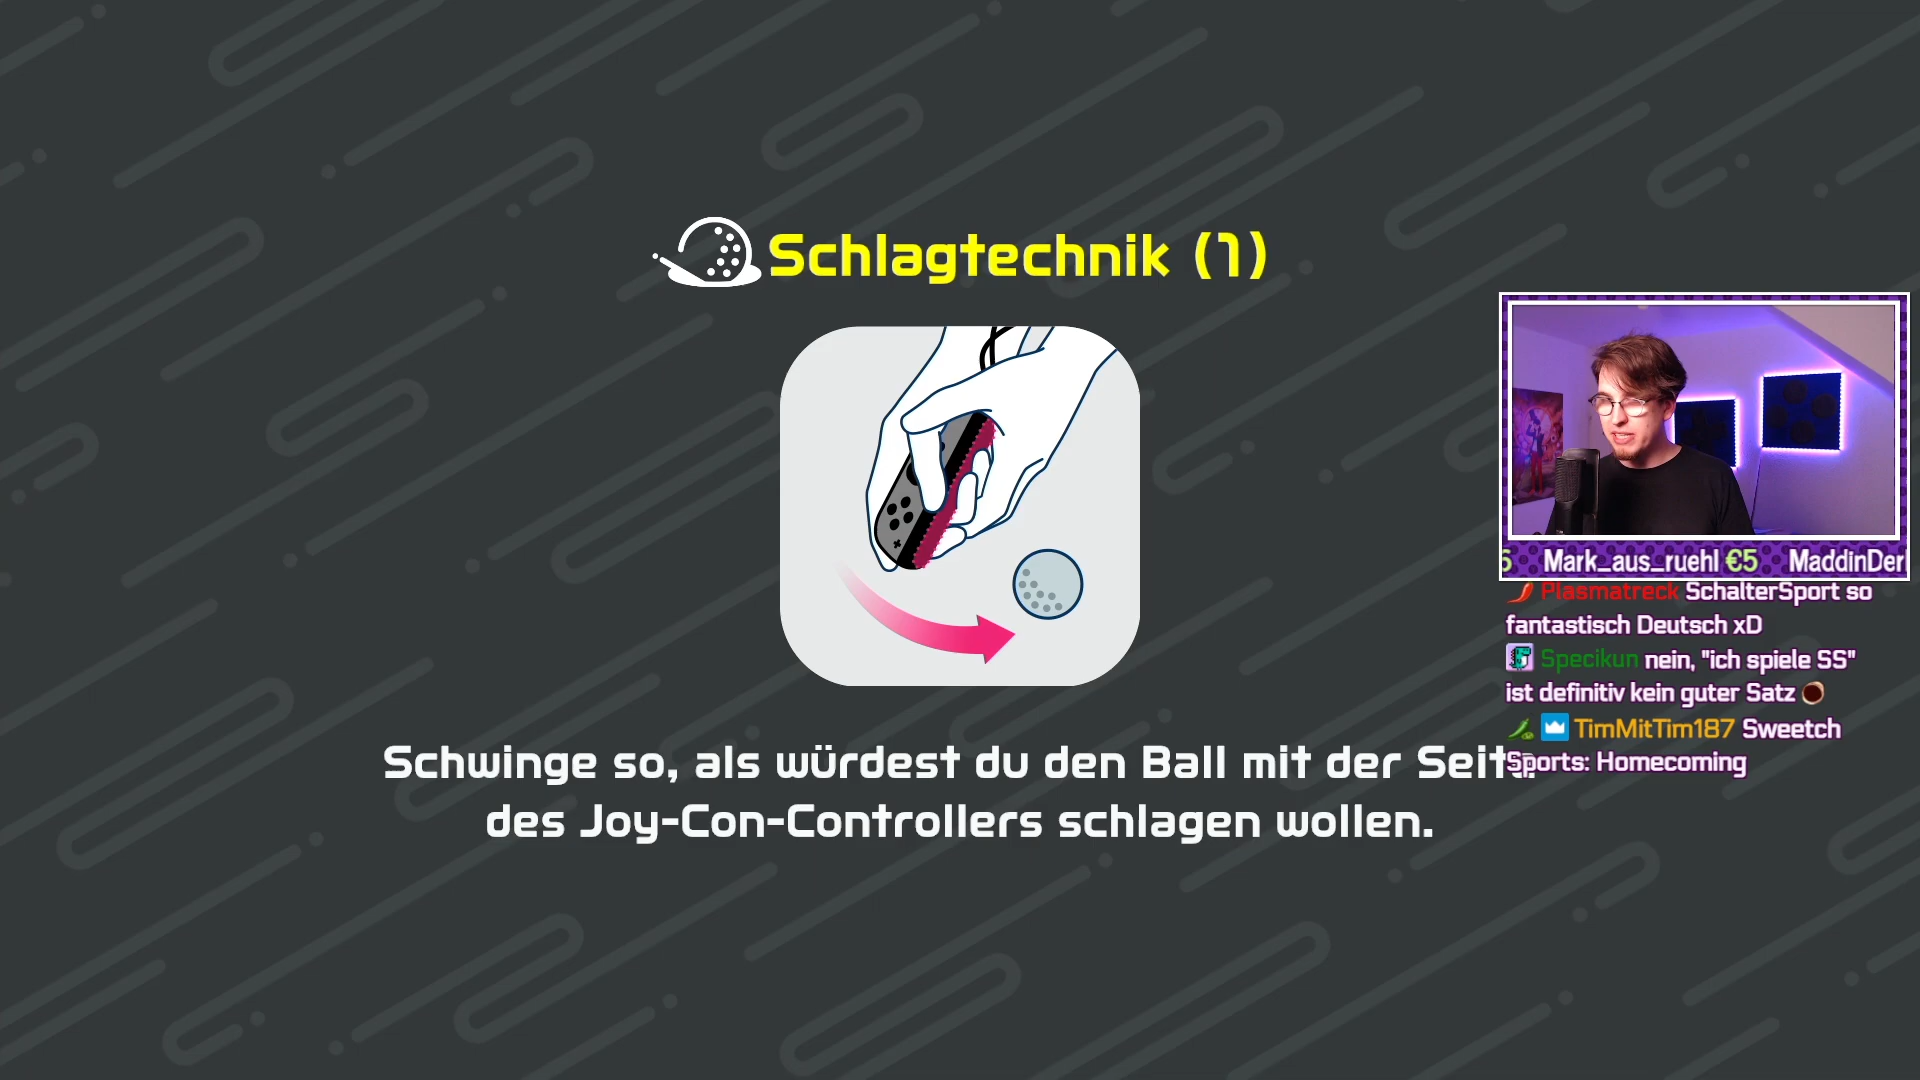 Schlagtechnik (1)
Schwinge so, als würdest du den Ball mit der Seite
des Joy-Con-Controllers schlagen wollen.
Mark_aus_ruehl €5 MaddinDer
Plasmatreck SchalterSport so
fantastisch Deutsch xD
Specikun nein, "ich spiele SS"
ist definitiv kein guter Satz
TimMitTim187 Sweetch
Sports: Homecoming